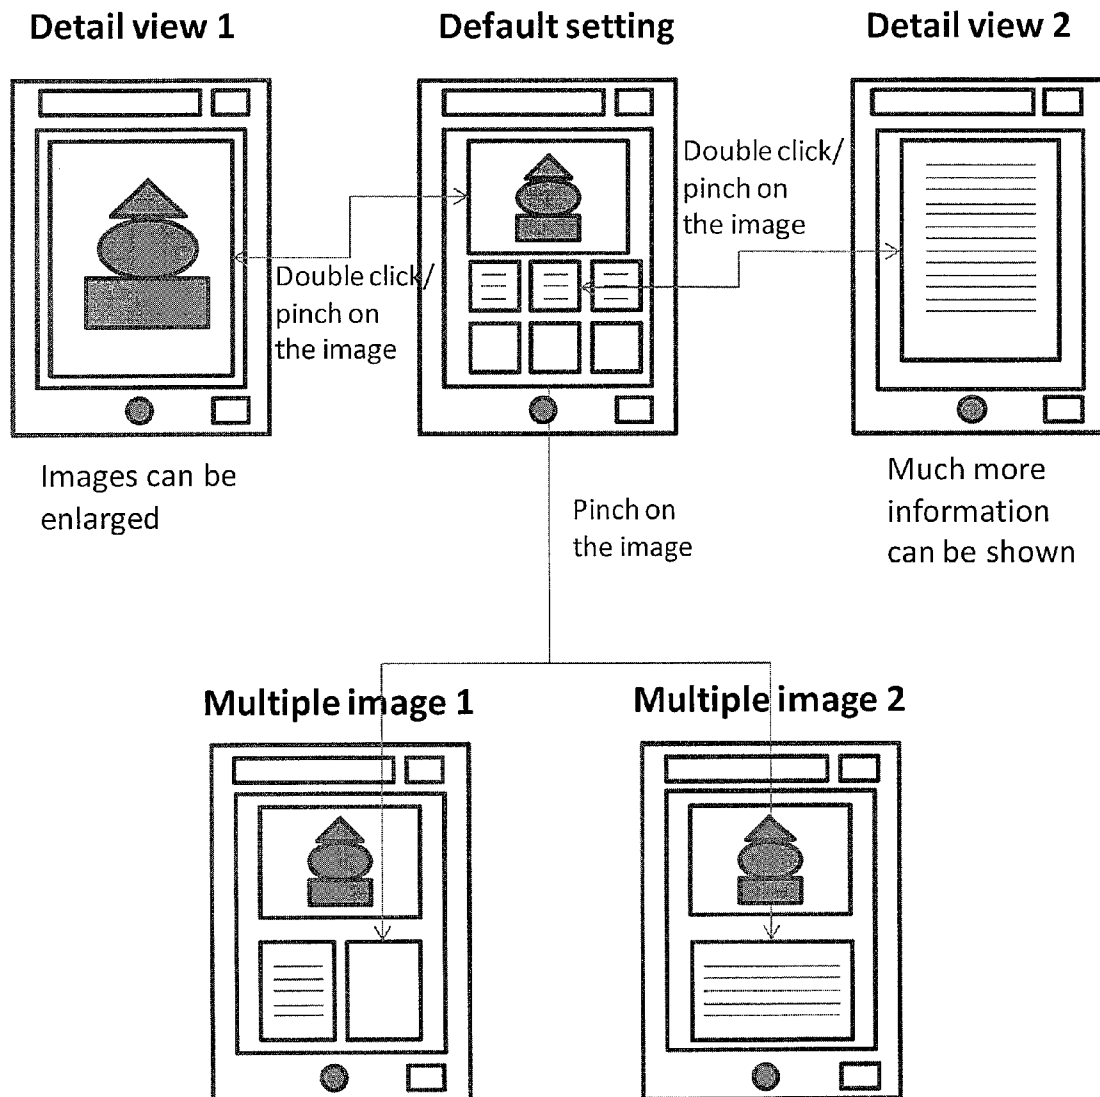 Detail view 1
Default setting
Detail view 2
Double click/
pinch on
the image
Double click/
pinch on
the image
Images can be
enlarged
Much more
information
can be shown
Pinch on
the image
Multiple image 1
Multiple image 2